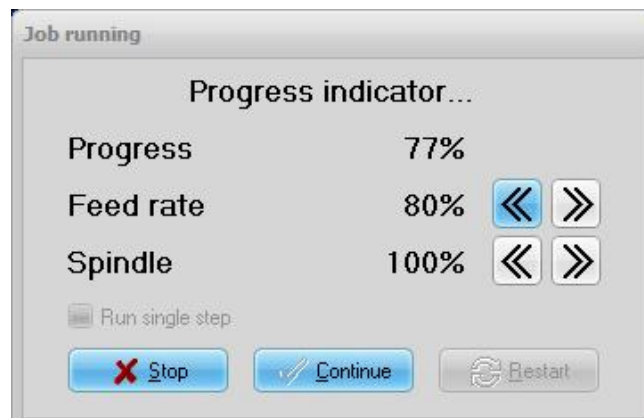 Job running
Progress indicator...
Progress 77%
Feed rate 80%
Spindle 100%
Run single step
Stop Continue Restart